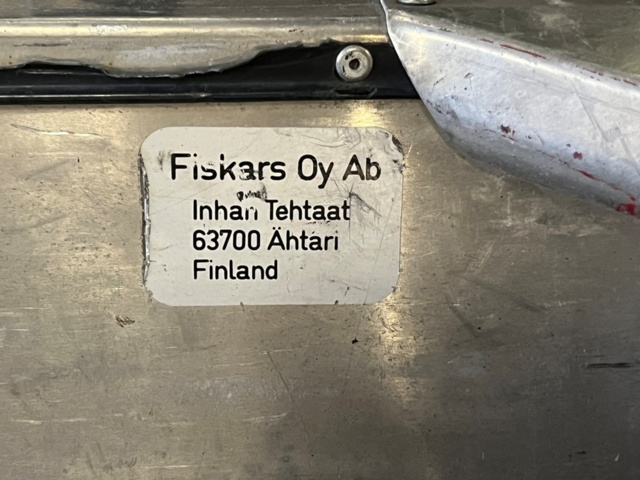 Fiskars Oy Ab
Inhan Tehtaat
63700 Ähtäri
Finland